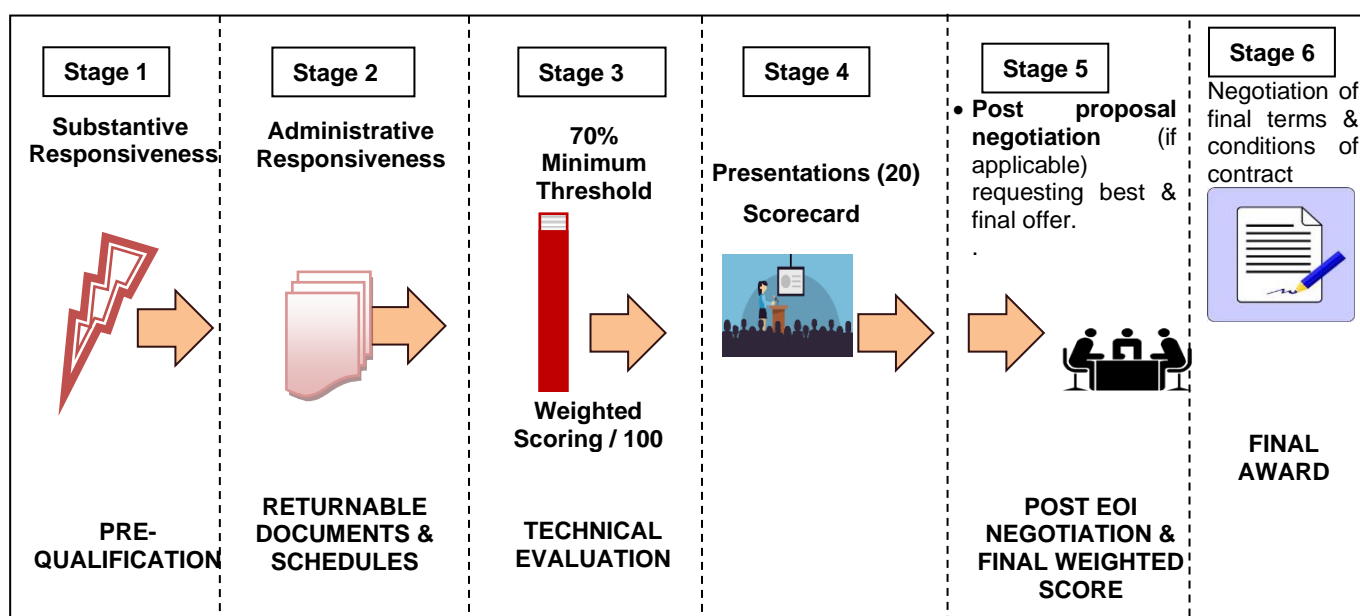 Stage 1
Substantive
Responsiveness
PRE-
QUALIFICATION
Stage 2
Administrative
Responsiveness
RETURNABLE
DOCUMENTS &
SCHEDULES
Stage 3
70%
Minimum
Threshold
Weighted
Scoring / 100
TECHNICAL
EVALUATION
Stage 4
Presentations (20)
Scorecard
Stage 5
• Post proposal
negotiation (if
applicable)
requesting best &
final offer.
.
POST EOI
NEGOTIATION &
FINAL WEIGHTED
SCORE
Stage 6
Negotiation of
final terms &
conditions of
contract
FINAL
AWARD